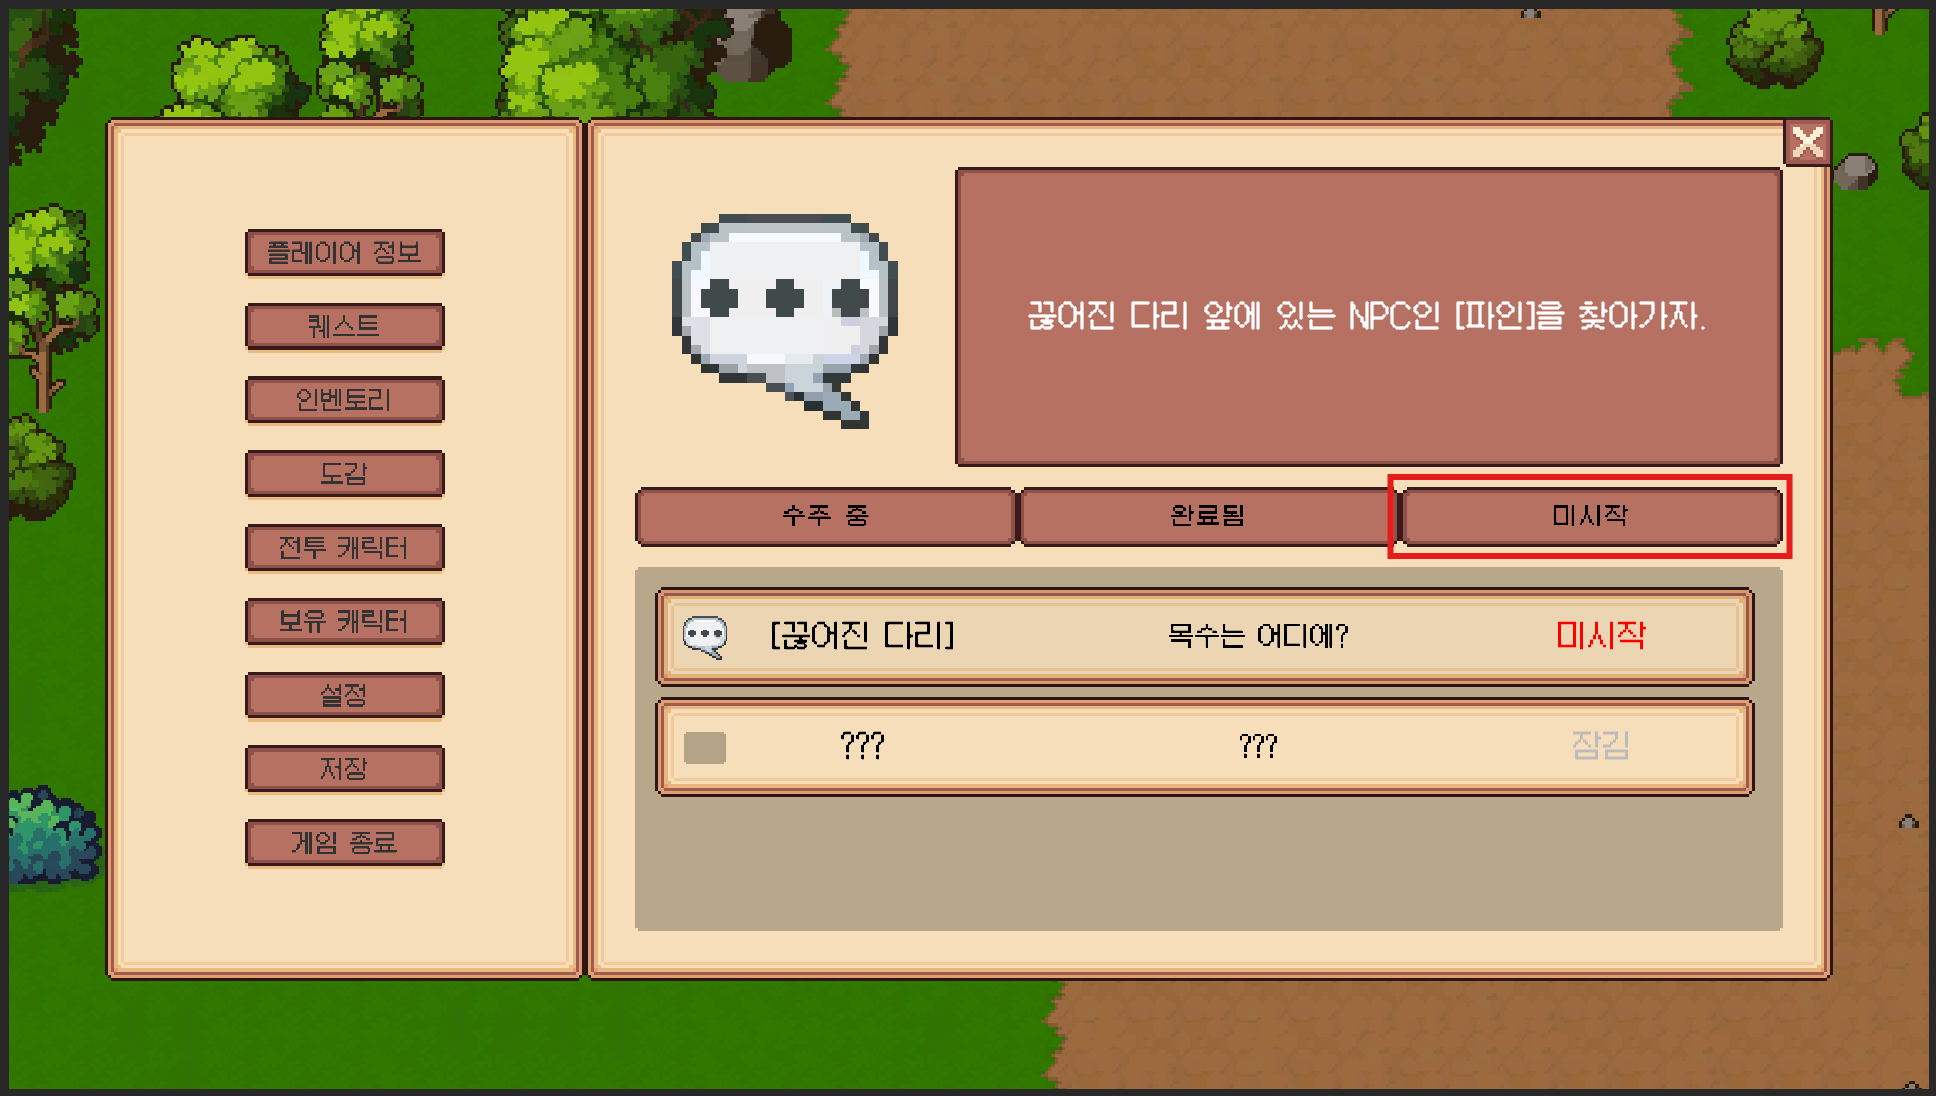 플레이어 정보
퀘스트
인벤토리
도감
전투 캐릭터
보유 캐릭터
설정
저장
게임 종료
끊어진 다리 앞에 있는 NPC인 [파인]을 찾아가자.
수주 중
완료됨
미시작
[끊어진 다리] 목수는 어디에? 미시작
??? ??? 잠김